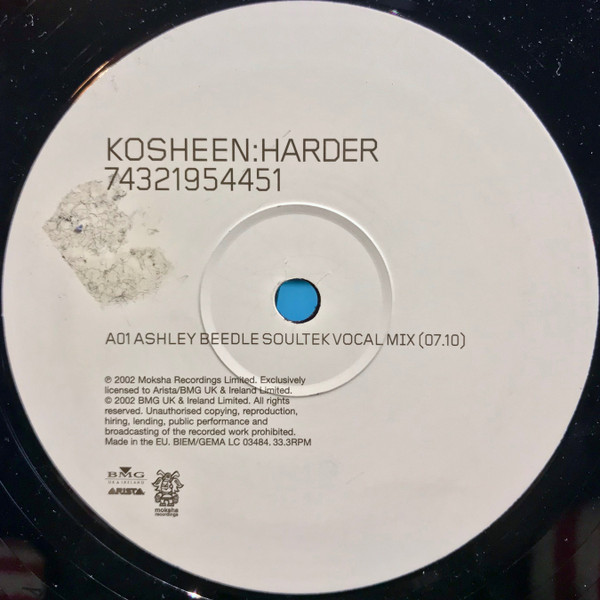 KOSHEEN:HARDER
74321954451
A01 ASHLEY BEEDLE SOULTEK VOCAL MIX (07.10)
℗ 2002 Moksha Recordings Limited. Exclusively
licensed to Arista/BMG UK & Ireland Limited.
© 2002 BMG UK & Ireland Limited. All rights
reserved. Unauthorised copying, reproduction,
hiring, lending, public performance and
broadcasting of the recorded work prohibited.
Made in the EU. BIEM/GEMA LC 03484. 33.3RPM
BMG
UK & IRELAND
ARISTA
moksha
recordings